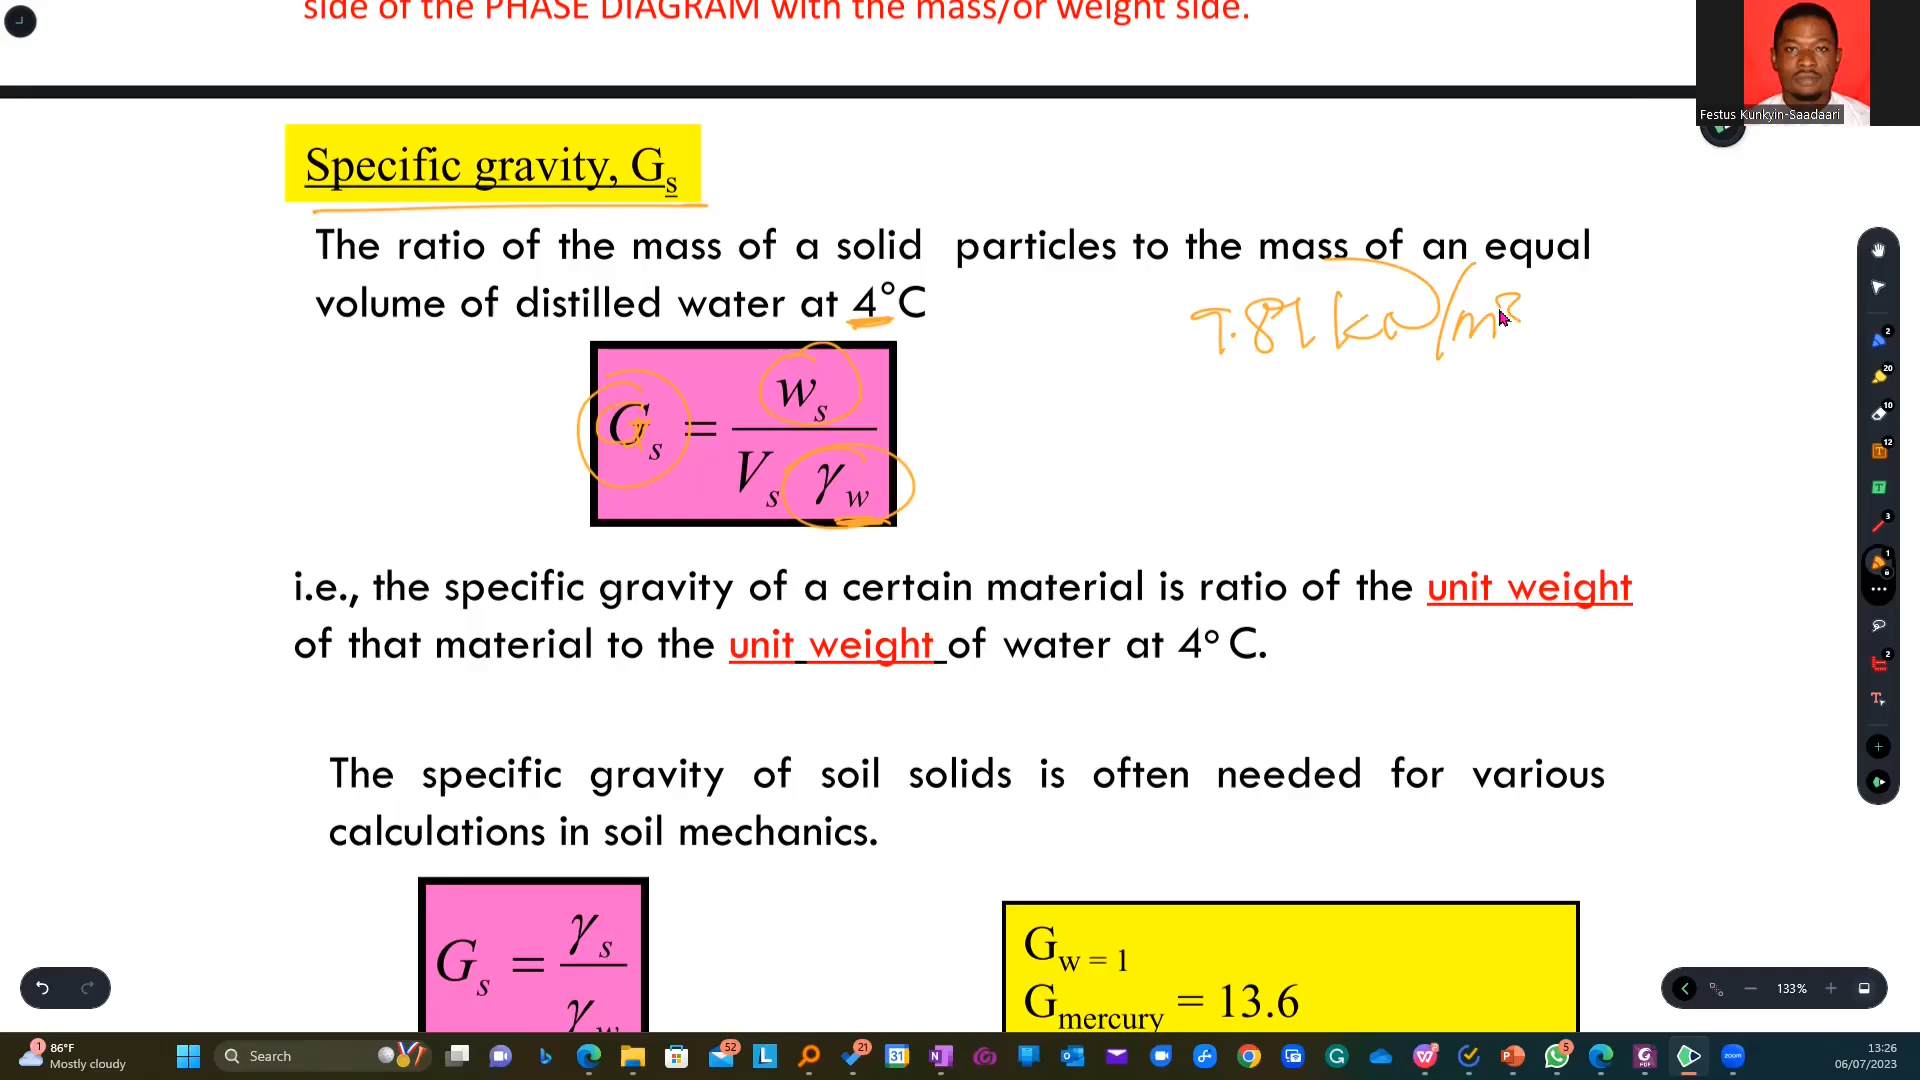 side of the PHASE DIAGRAM with the mass/or weight side.
Festus Kunkyin-Saadaari
Specific gravity, Gs
The ratio of the mass of a solid particles to the mass of an equal
volume of distilled water at 4°C
9.81 kN/m3
Gs = ws / Vs γw
i.e., the specific gravity of a certain material is ratio of the unit weight
of that material to the unit weight of water at 4° C.
The specific gravity of soil solids is often needed for various
calculations in soil mechanics.
Gs = γs / γw
Gw = 1
Gmercury = 13.6
133%
86°F
Mostly cloudy
Search
13:26
06/07/2023